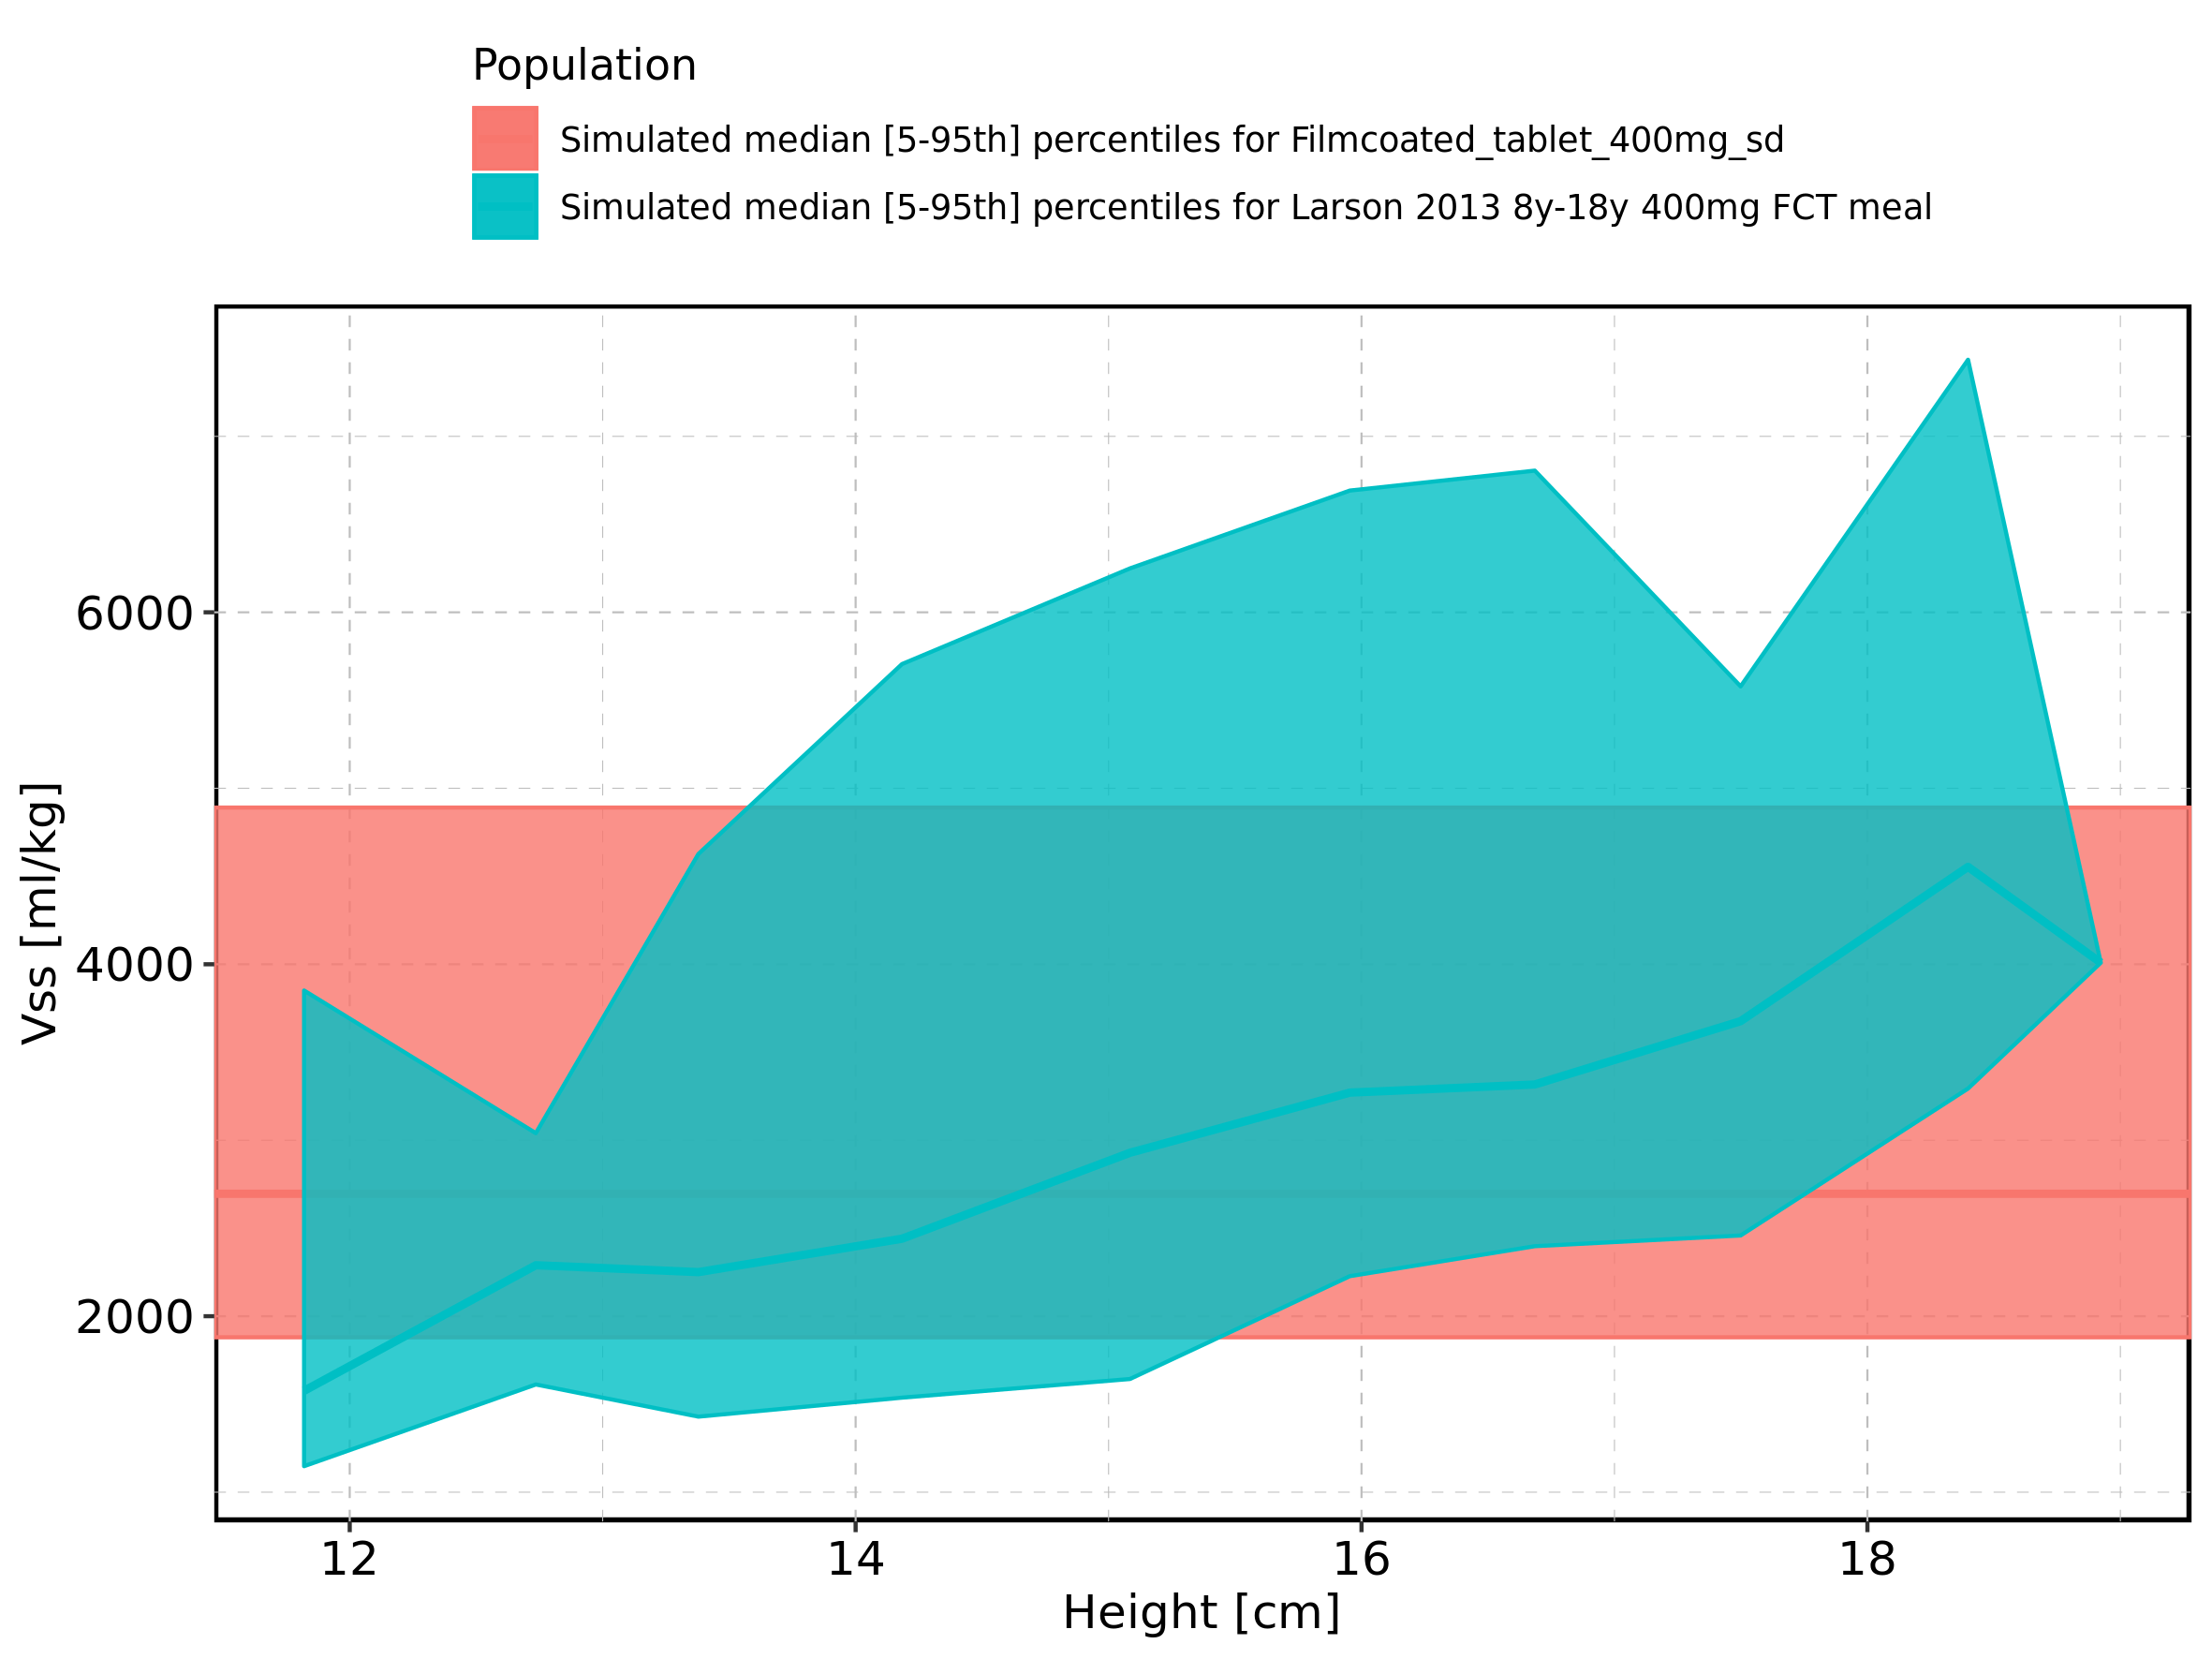 Population
Simulated median [5-95th] percentiles for Filmcoated_tablet_400mg_sd
Simulated median [5-95th] percentiles for Larson 2013 8y-18y 400mg FCT meal
6000
4000
2000
Vss [ml/kg]
12 14 16 18
Height [cm]